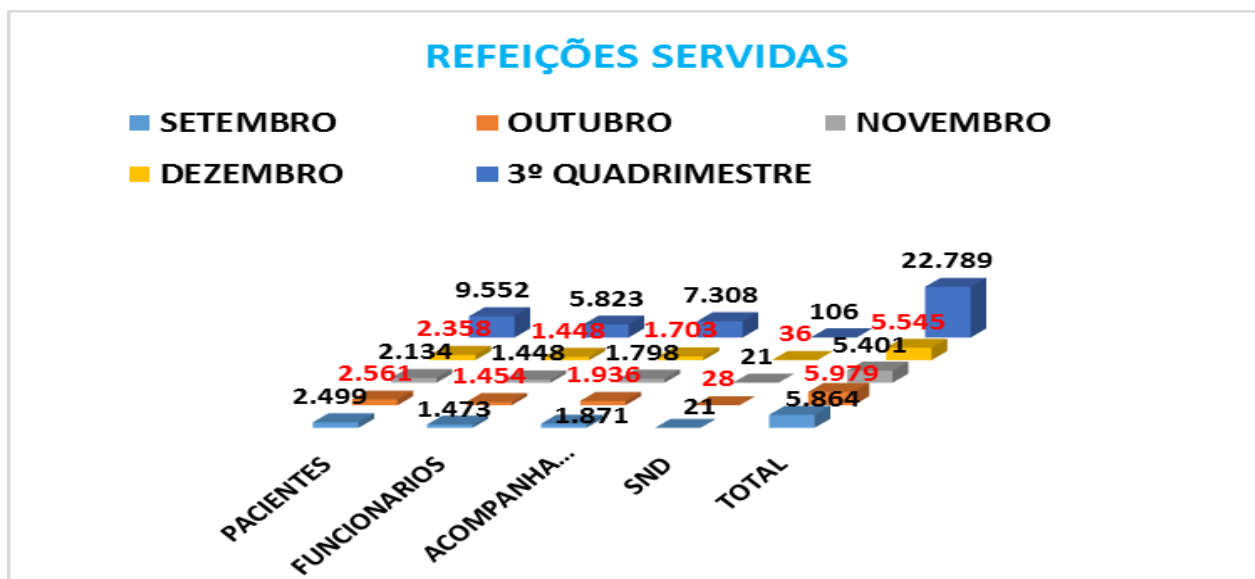 REFEIÇÕES SERVIDAS
SETEMBRO OUTUBRO NOVEMBRO
DEZEMBRO 3º QUADRIMESTRE
9.552 5.823 7.308 106 22.789
2.358 1.448 1.703 36 5.545
2.134 1.448 1.798 21 5.401
2.561 1.454 1.936 28 5.979
2.499 1.473 1.871 21 5.864
PACIENTES
FUNCIONARIOS
ACOMPANHA...
SND
TOTAL